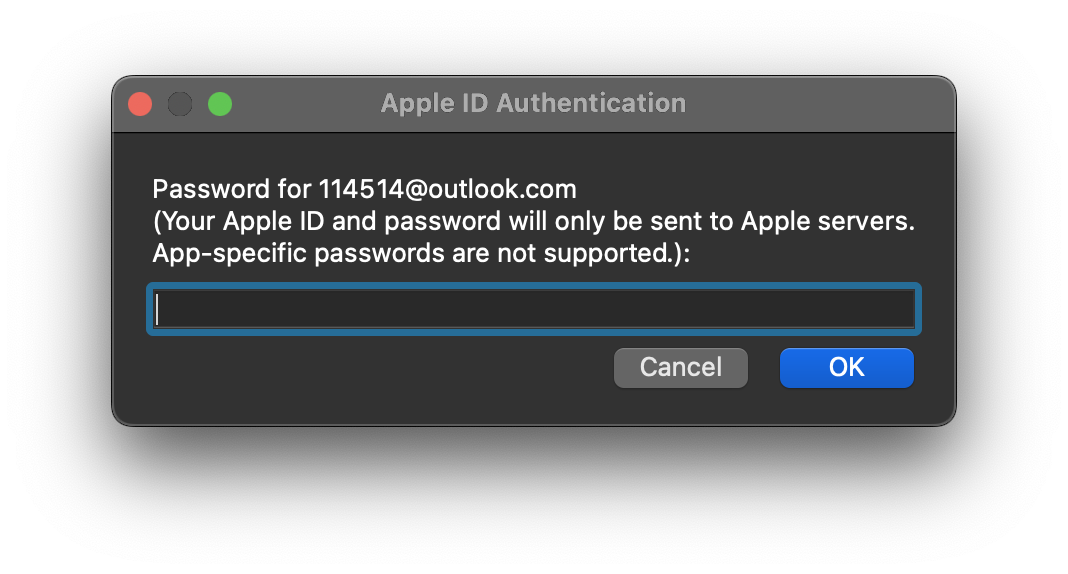 Apple ID Authentication
Password for 114514@outlook.com
(Your Apple ID and password will only be sent to Apple servers.
App-specific passwords are not supported.):
Cancel OK